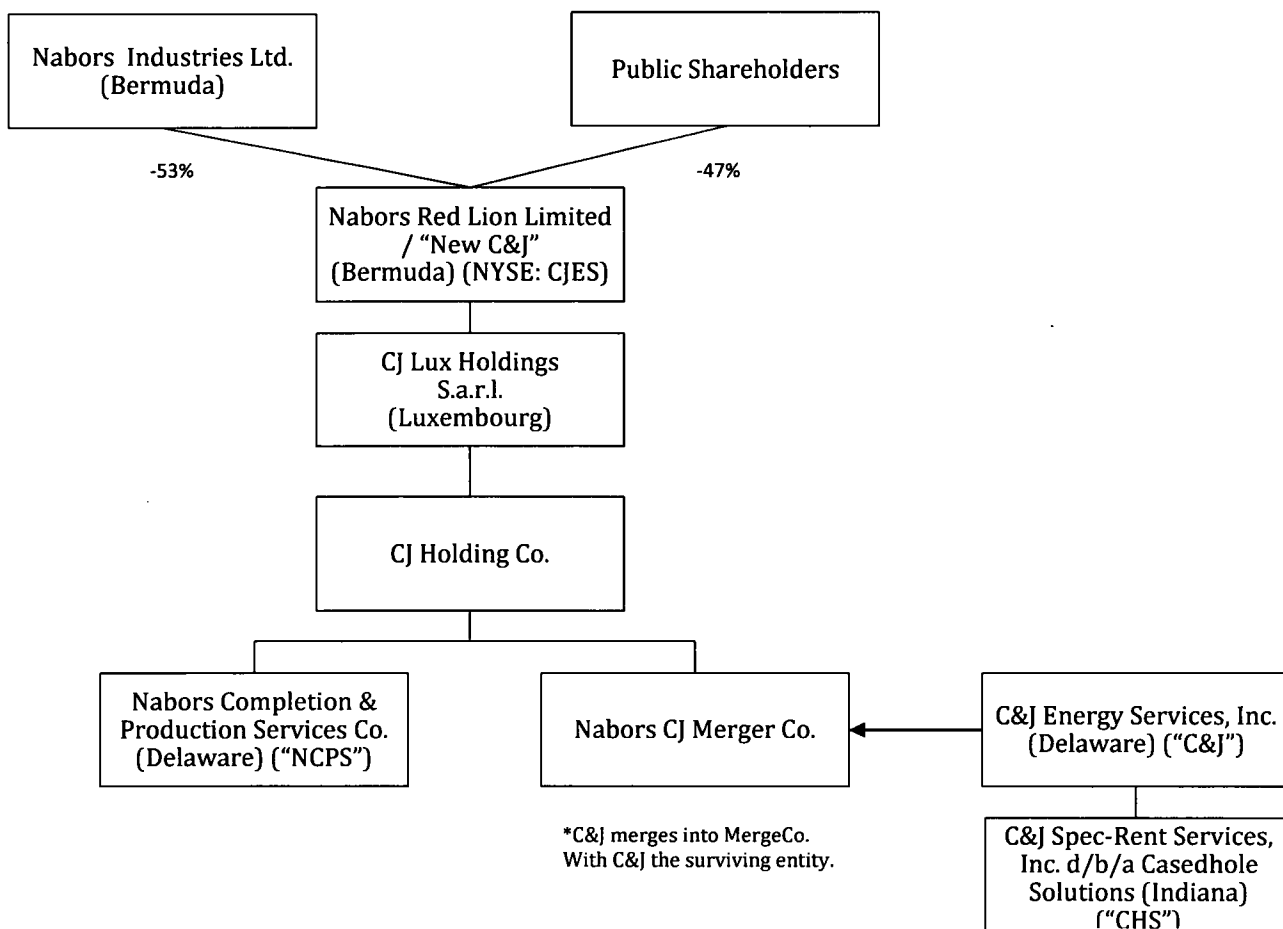 Nabors Industries Ltd.
(Bermuda)
Public Shareholders
-53%
-47%
Nabors Red Lion Limited
/ “New C&J”
(Bermuda) (NYSE: CJES)
CJ Lux Holdings
S.a.r.l.
(Luxembourg)
CJ Holding Co.
Nabors Completion &
Production Services Co.
(Delaware) (“NCPS”)
Nabors CJ Merger Co.
C&J Energy Services, Inc.
(Delaware) (“C&J”)
*C&J merges into MergeCo.
With C&J the surviving entity.
C&J Spec-Rent Services,
Inc. d/b/a Casedhole
Solutions (Indiana)
(“CHS”)